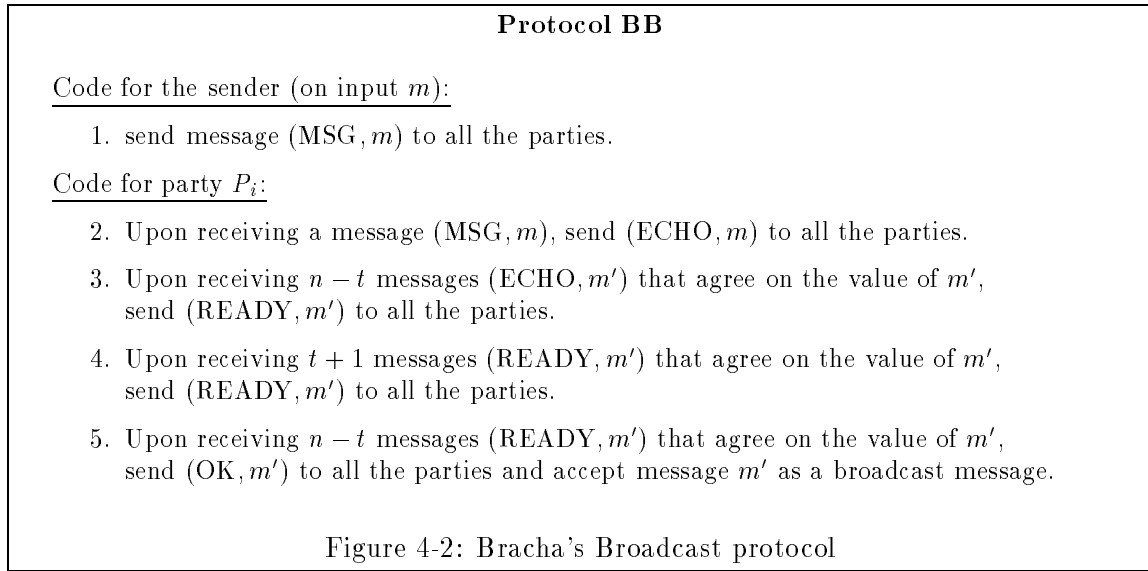 Protocol BB
Code for the sender (on input m):
1. send message (MSG, m) to all the parties.
Code for party Pᵢ:
2. Upon receiving a message (MSG, m), send (ECHO, m) to all the parties.
3. Upon receiving n − t messages (ECHO, m′) that agree on the value of m′,
send (READY, m′) to all the parties.
4. Upon receiving t + 1 messages (READY, m′) that agree on the value of m′,
send (READY, m′) to all the parties.
5. Upon receiving n − t messages (READY, m′) that agree on the value of m′,
send (OK, m′) to all the parties and accept message m′ as a broadcast message.
Figure 4-2: Bracha's Broadcast protocol